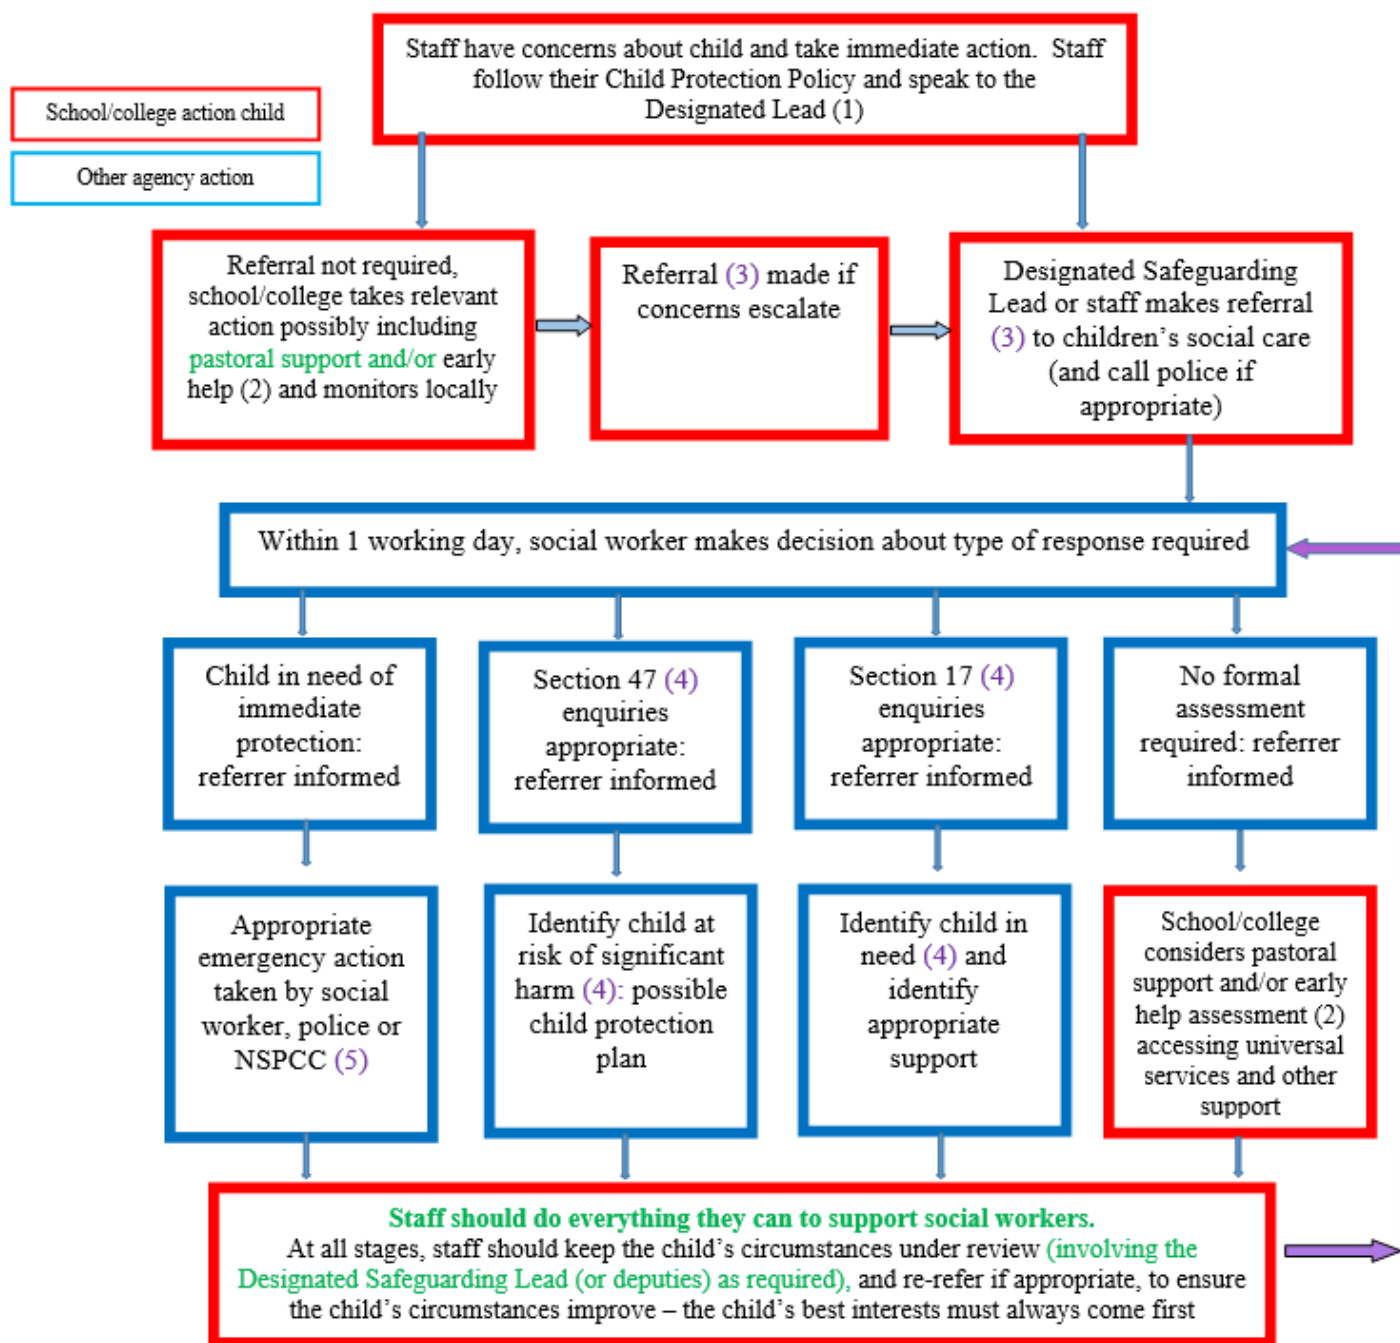 Staff have concerns about child and take immediate action.  Staff
follow their Child Protection Policy and speak to the
Designated Lead (1)
School/college action child
Other agency action
Referral not required,
school/college takes relevant
action possibly including
pastoral support and/or early
help (2) and monitors locally
Referral (3) made if
concerns escalate
Designated Safeguarding
Lead or staff makes referral
(3) to children’s social care
(and call police if
appropriate)
Within 1 working day, social worker makes decision about type of response required
Child in need of
immediate
protection:
referrer informed
Section 47 (4)
enquiries
appropriate:
referrer informed
Section 17 (4)
enquiries
appropriate:
referrer informed
No formal
assessment
required: referrer
informed
Appropriate
emergency action
taken by social
worker, police or
NSPCC (5)
Identify child at
risk of significant
harm (4): possible
child protection
plan
Identify child in
need (4) and
identify
appropriate
support
School/college
considers pastoral
support and/or early
help assessment (2)
accessing universal
services and other
support
Staff should do everything they can to support social workers.
At all stages, staff should keep the child’s circumstances under review (involving the
Designated Safeguarding Lead (or deputies) as required), and re-refer if appropriate, to ensure
the child’s circumstances improve – the child’s best interests must always come first